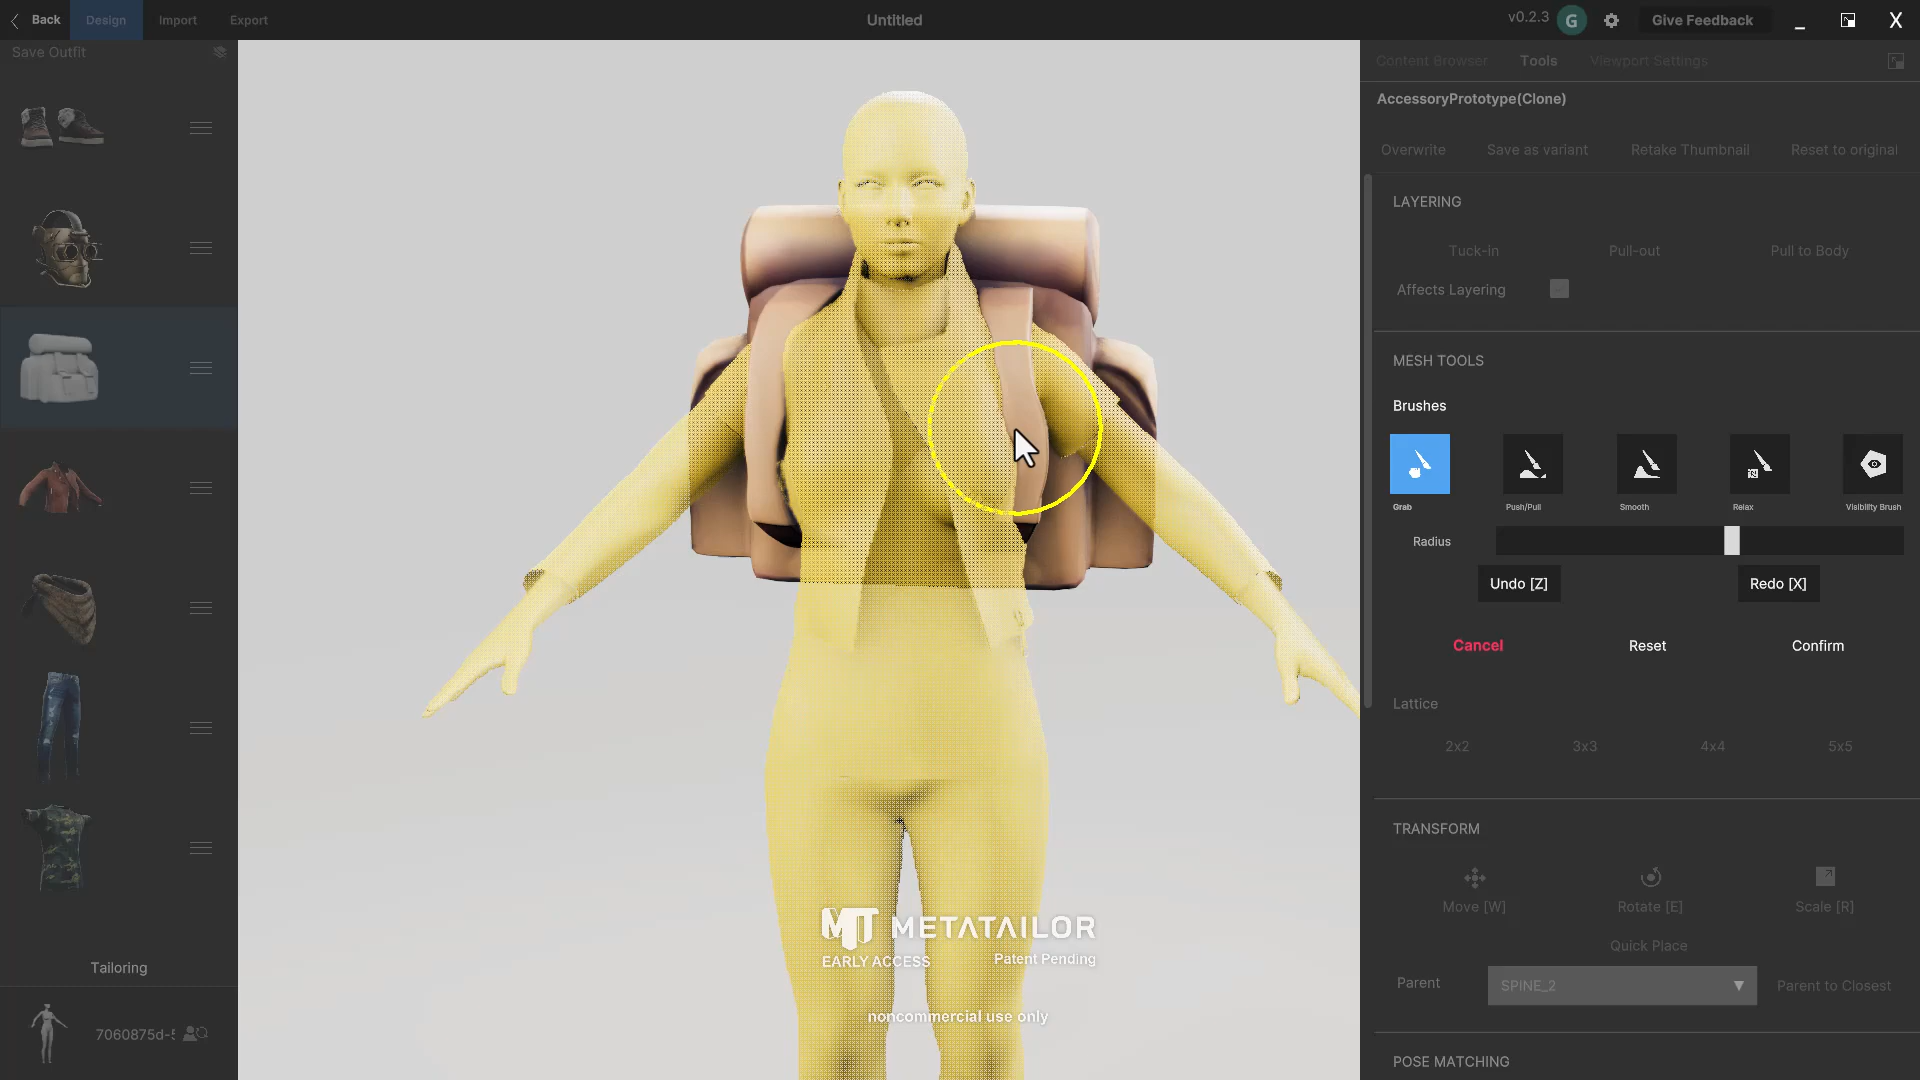 Back
Design
Import
Export
Untitled
v0.2.3
G
Give Feedback
X
Save Outfit
Content Browser
Tools
Viewport Settings
AccessoryPrototype(Clone)
Overwrite
Save as variant
Retake Thumbnail
Reset to original
LAYERING
Tuck-in
Pull-out
Pull to Body
Affects Layering
MESH TOOLS
Brushes
Grab
Push/Pull
Smooth
Relax
Visibility Brush
Radius
Undo [Z]
Redo [X]
Cancel
Reset
Confirm
Lattice
2x2
3x3
4x4
5x5
TRANSFORM
Move [W]
Rotate [E]
Scale [R]
Quick Place
Parent
SPINE_2
Parent to Closest
POSE MATCHING
Tailoring
7060875d-5
MT METATAILOR
EARLY ACCESS
Patent Pending
noncommercial use only